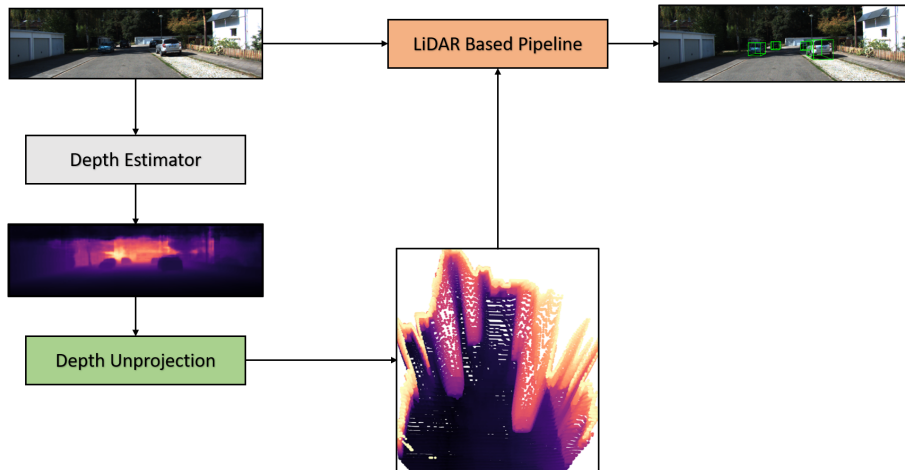 LiDAR Based Pipeline
Depth Estimator
Depth Unprojection